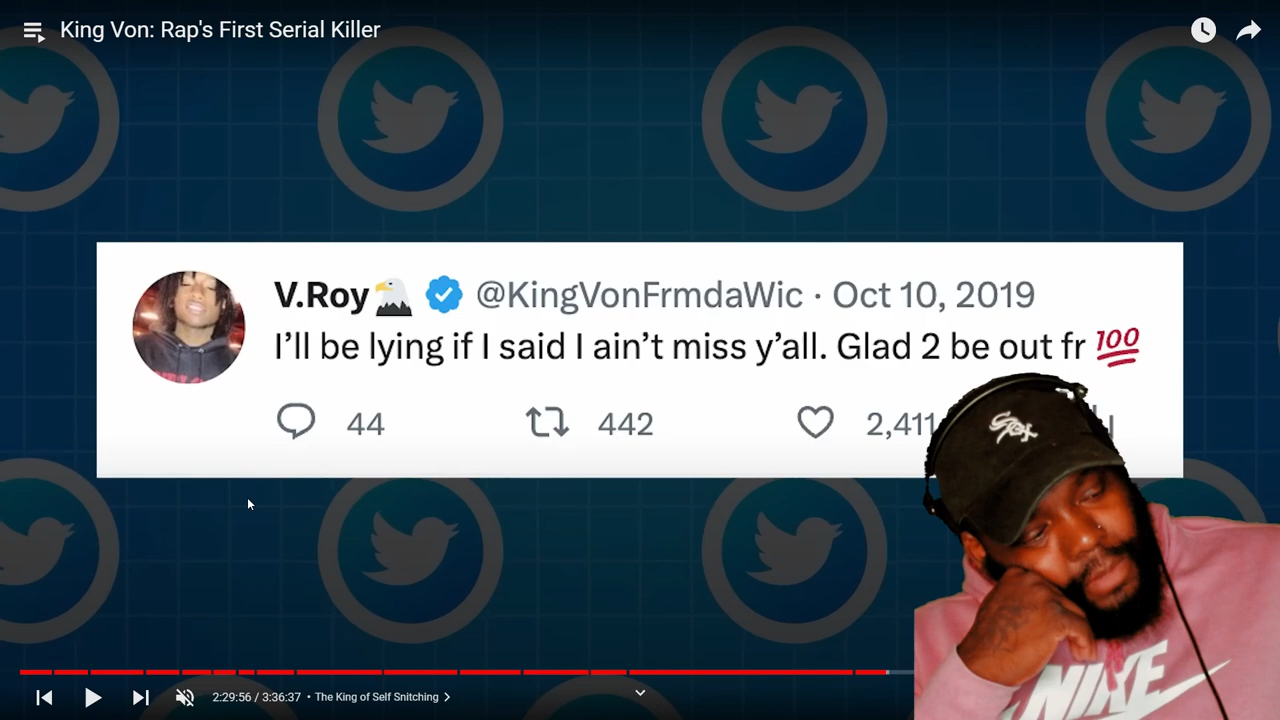 King Von: Rap's First Serial Killer
V.Roy🦅 @KingVonFrmdaWic · Oct 10, 2019
I'll be lying if I said I ain't miss y'all. Glad 2 be out fr 💯
44 442 2,411
NIKE
2:29:56 / 3:36:37 • The King of Self Snitching >